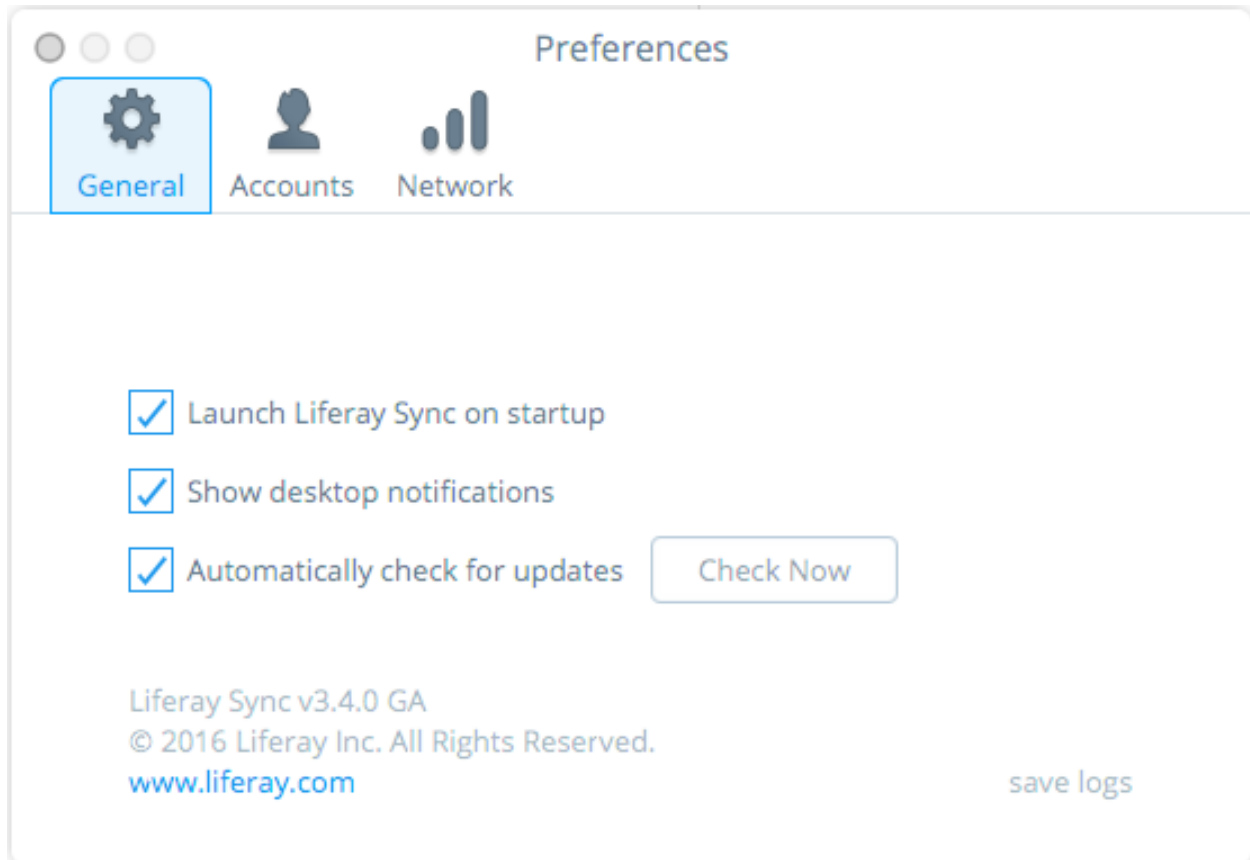 Preferences
General Accounts Network
Launch Liferay Sync on startup
Show desktop notifications
Automatically check for updates Check Now
Liferay Sync v3.4.0 GA
© 2016 Liferay Inc. All Rights Reserved.
www.liferay.com save logs